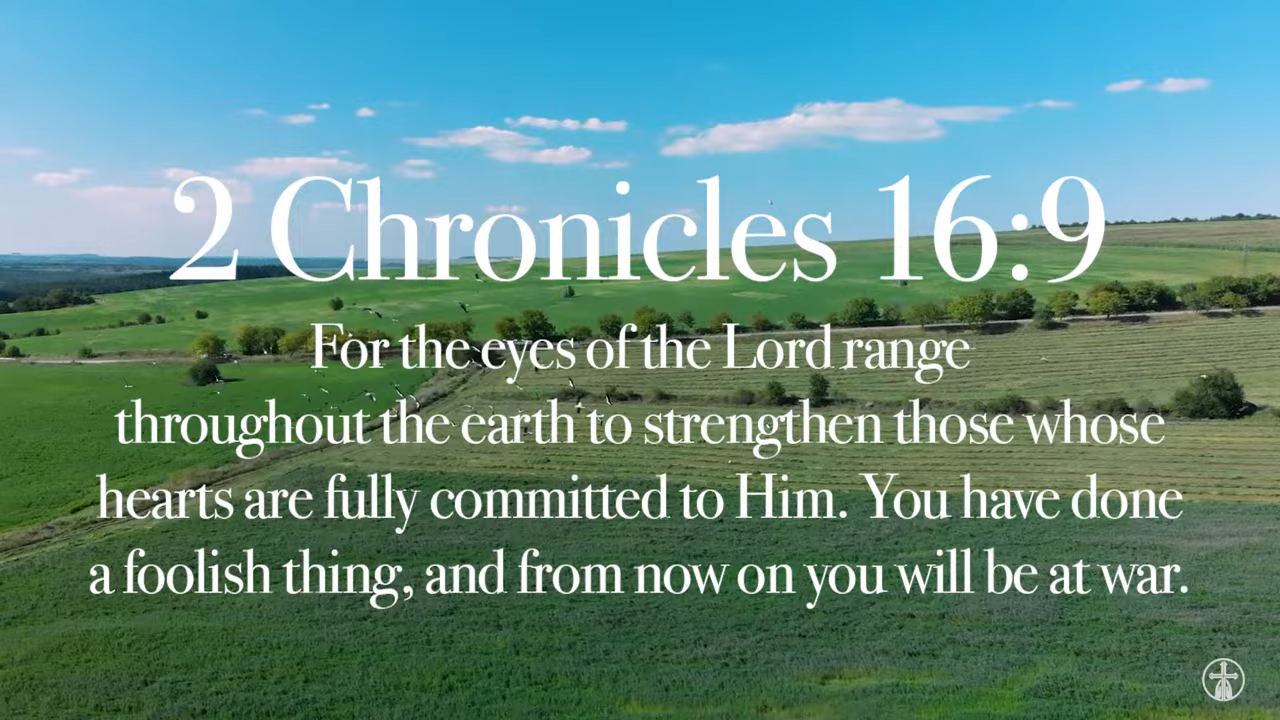 2 Chronicles 16:9
For the eyes of the Lord range
throughout the earth to strengthen those whose
hearts are fully committed to Him. You have done
a foolish thing, and from now on you will be at war.